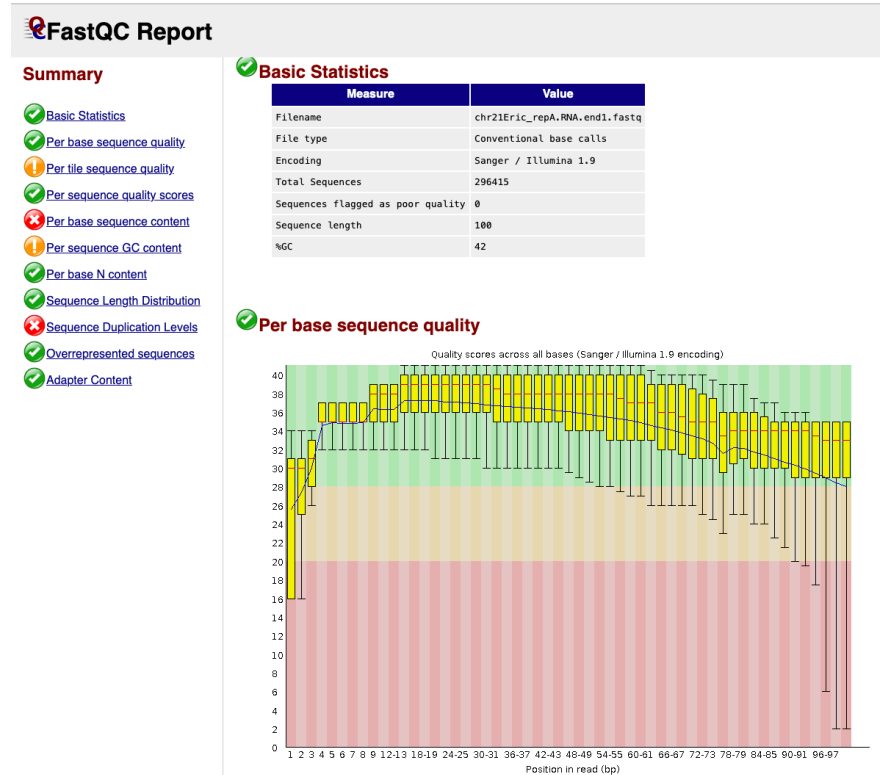 FastQC Report
Summary
Basic Statistics
Per base sequence quality
Per tile sequence quality
Per sequence quality scores
Per base sequence content
Per sequence GC content
Per base N content
Sequence Length Distribution
Sequence Duplication Levels
Overrepresented sequences
Adapter Content
Basic Statistics
Measure Value
Filename chr21Eric_repA.RNA.end1.fastq
File type Conventional base calls
Encoding Sanger / Illumina 1.9
Total Sequences 296415
Sequences flagged as poor quality 0
Sequence length 100
%GC 42
Per base sequence quality
Quality scores across all bases (Sanger / Illumina 1.9 encoding)
40
38
36
34
32
30
28
26
24
22
20
18
16
14
12
10
8
6
4
2
0
1 2 3 4 5 6 7 8 9 12-13 18-19 24-25 30-31 36-37 42-43 48-49 54-55 60-61 66-67 72-73 78-79 84-85 90-91 96-97
Position in read (bp)